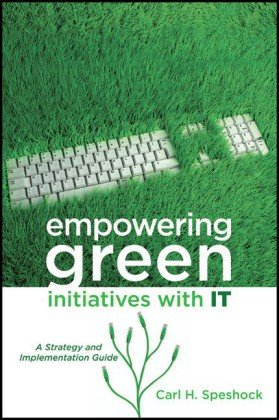 empowering
green
initiatives with IT
A Strategy and
Implementation Guide
Carl H. Speshock